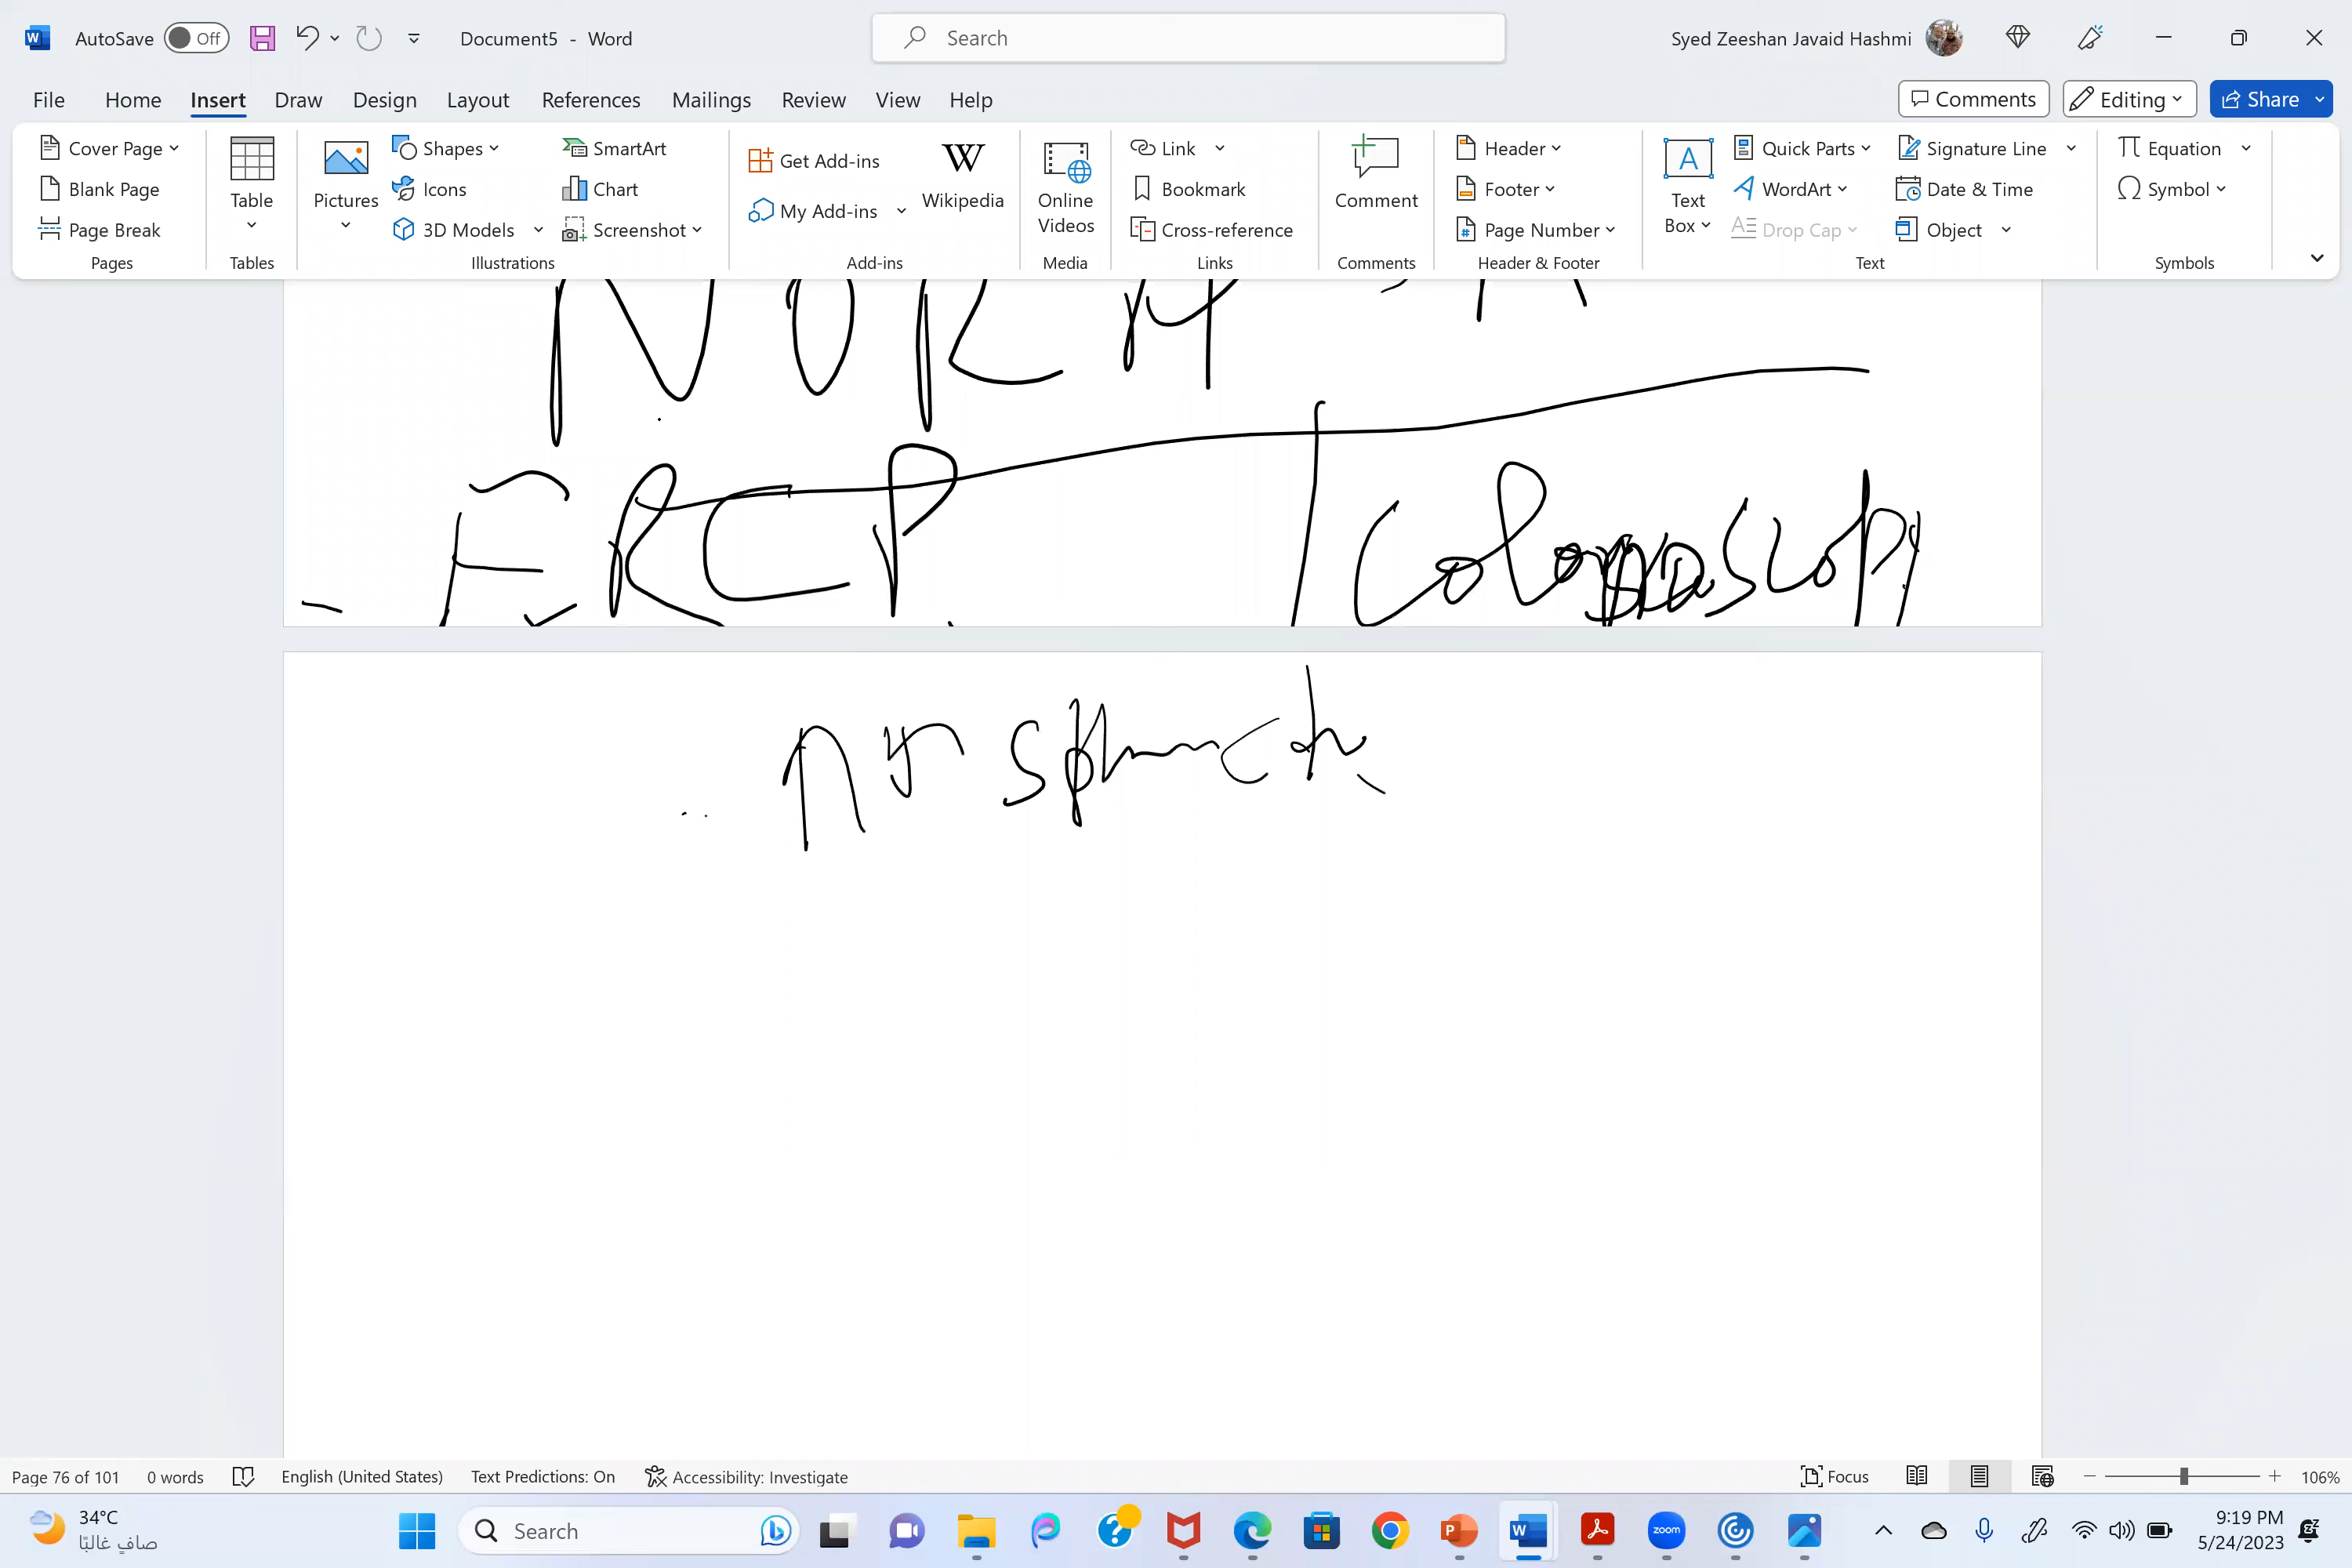 AutoSave Off Document5 - Word Search Syed Zeeshan Javaid Hashmi
File Home Insert Draw Design Layout References Mailings Review View Help Comments Editing Share
Cover Page
Blank Page
Page Break
Pages
Table
Tables
Pictures
Shapes
Icons
3D Models
SmartArt
Chart
Screenshot
Illustrations
Get Add-ins
My Add-ins
Wikipedia
Add-ins
Online
Videos
Media
Link
Bookmark
Cross-reference
Links
Comment
Comments
Header
Footer
Page Number
Header & Footer
Text
Box
Quick Parts
WordArt
Drop Cap
Signature Line
Date & Time
Object
Text
Equation
Symbol
Symbols
ERCP
Page 76 of 101 0 words English (United States) Text Predictions: On Accessibility: Investigate Focus 106%
34°C
صافٍ غالبًا
Search
zoom
9:19 PM
5/24/2023